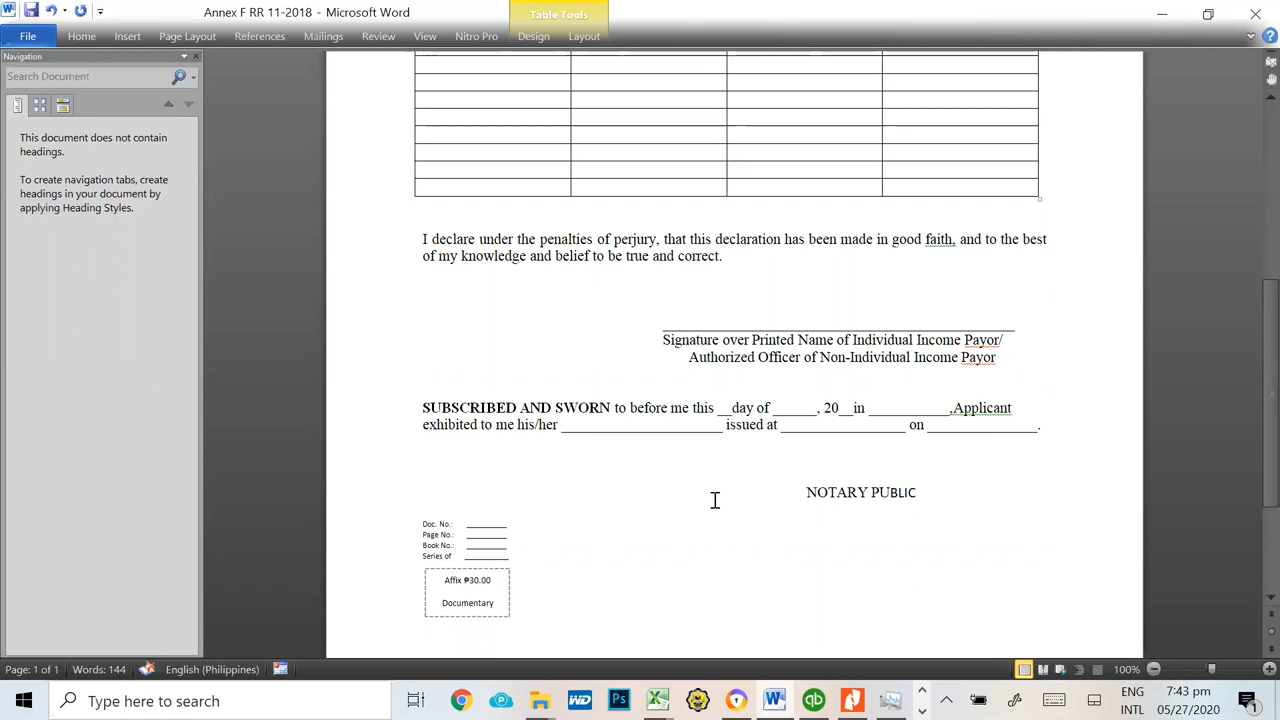 Annex F RR 11-2018 - Microsoft Word
Table Tools
File Home Insert Page Layout References Mailings Review View Nitro Pro Design Layout
Navigation
Search Document
This document does not contain
headings.
To create navigation tabs, create
headings in your document by
applying Heading Styles.
I declare under the penalties of perjury, that this declaration has been made in good faith, and to the best
of my knowledge and belief to be true and correct.
Signature over Printed Name of Individual Income Payor/
Authorized Officer of Non-Individual Income Payor
SUBSCRIBED AND SWORN to before me this __day of ______, 20__in ___________,Applicant
exhibited to me his/her ______________________ issued at _________________ on _______________.
NOTARY PUBLIC
Doc. No.: ________
Page No.: ________
Book No.: ________
Series of ________
Affix ₱30.00
Documentary
Page: 1 of 1 Words: 144 English (Philippines) 100%
Type here to search
WD Ps qb W
ENG 7:43 pm
INTL 05/27/2020